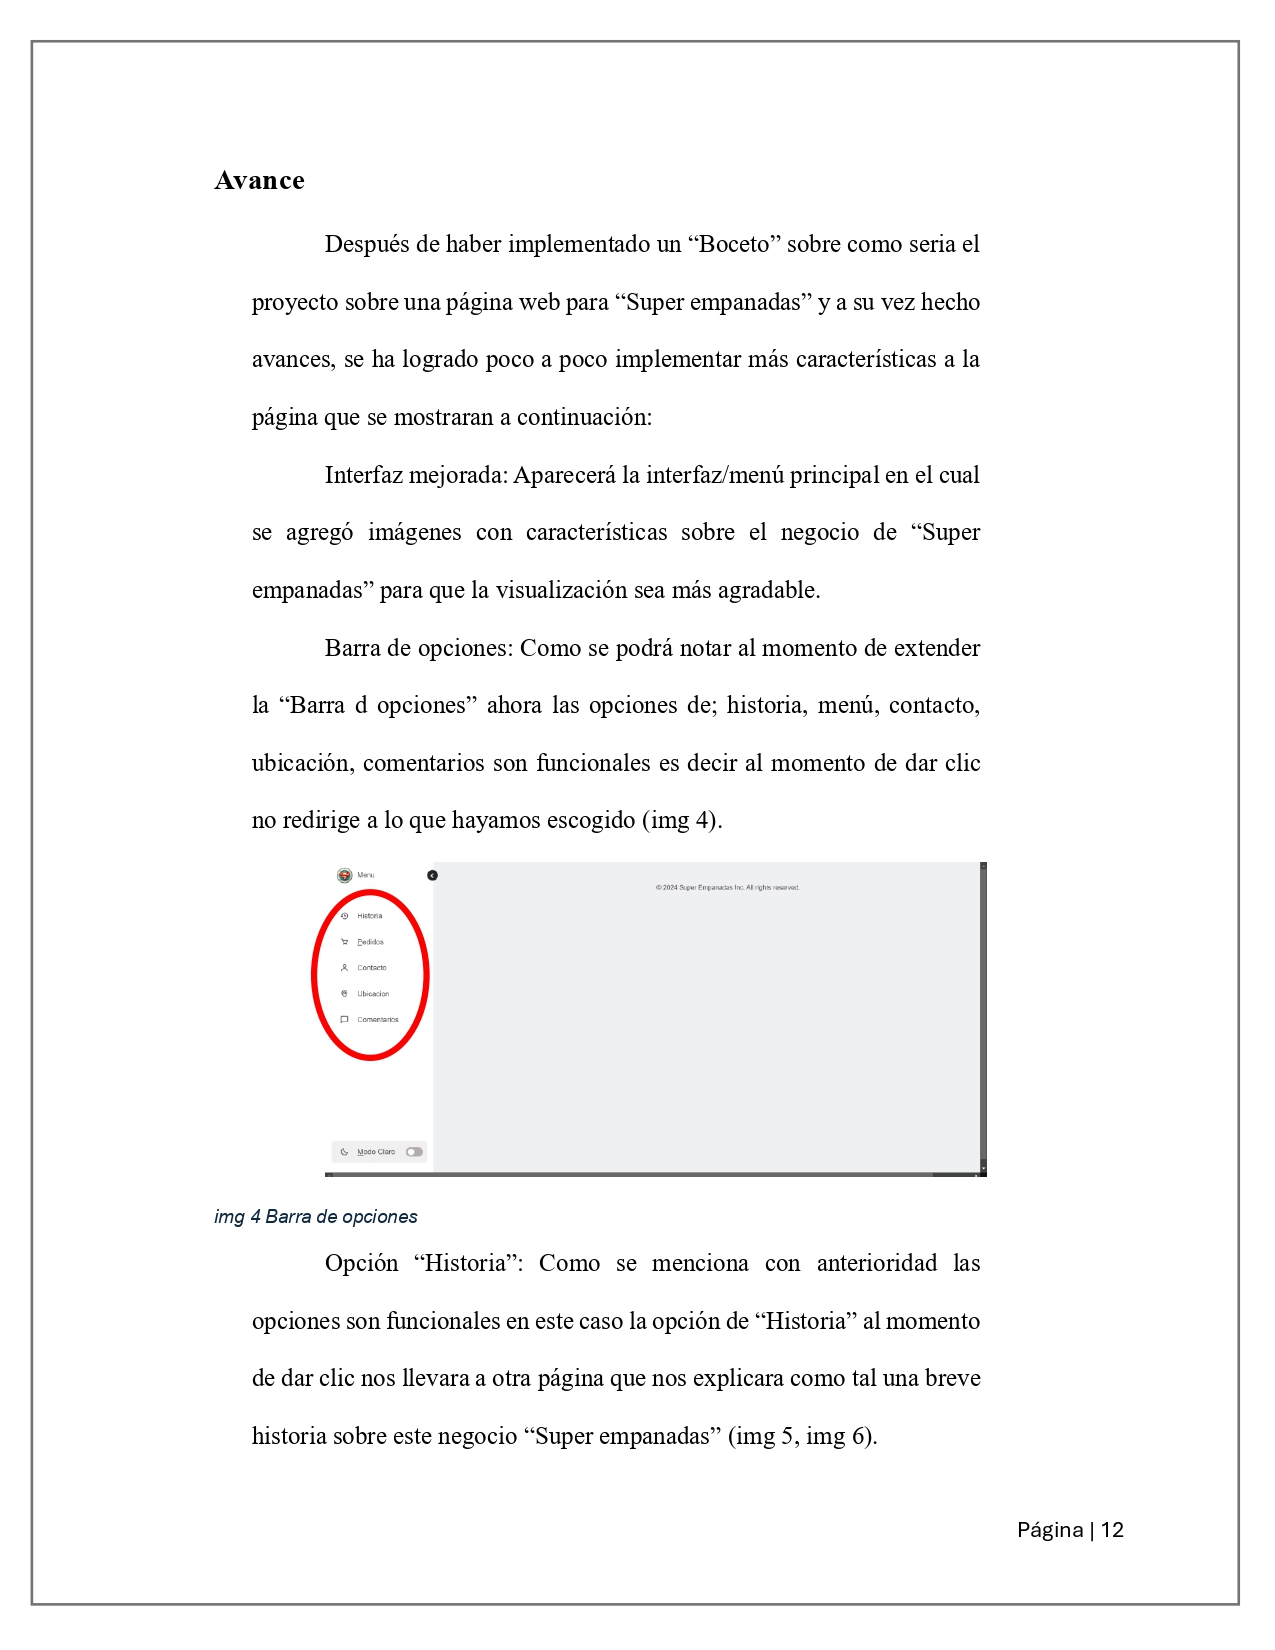 Avance
Después de haber implementado un “Boceto” sobre como seria el
proyecto sobre una página web para “Super empanadas” y a su vez hecho
avances, se ha logrado poco a poco implementar más características a la
página que se mostraran a continuación:
Interfaz mejorada: Aparecerá la interfaz/menú principal en el cual
se agregó imágenes con características sobre el negocio de “Super
empanadas” para que la visualización sea más agradable.
Barra de opciones: Como se podrá notar al momento de extender
la “Barra d opciones” ahora las opciones de; historia, menú, contacto,
ubicación, comentarios son funcionales es decir al momento de dar clic
no redirige a lo que hayamos escogido (img 4).
Menu
© 2024 Super Empanadas Inc. All rights reserved.
Historia
Pedidos
Contacto
Ubicacion
Comentarios
Modo Claro
img 4 Barra de opciones
Opción “Historia”: Como se menciona con anterioridad las
opciones son funcionales en este caso la opción de “Historia” al momento
de dar clic nos llevara a otra página que nos explicara como tal una breve
historia sobre este negocio “Super empanadas” (img 5, img 6).
Página | 12